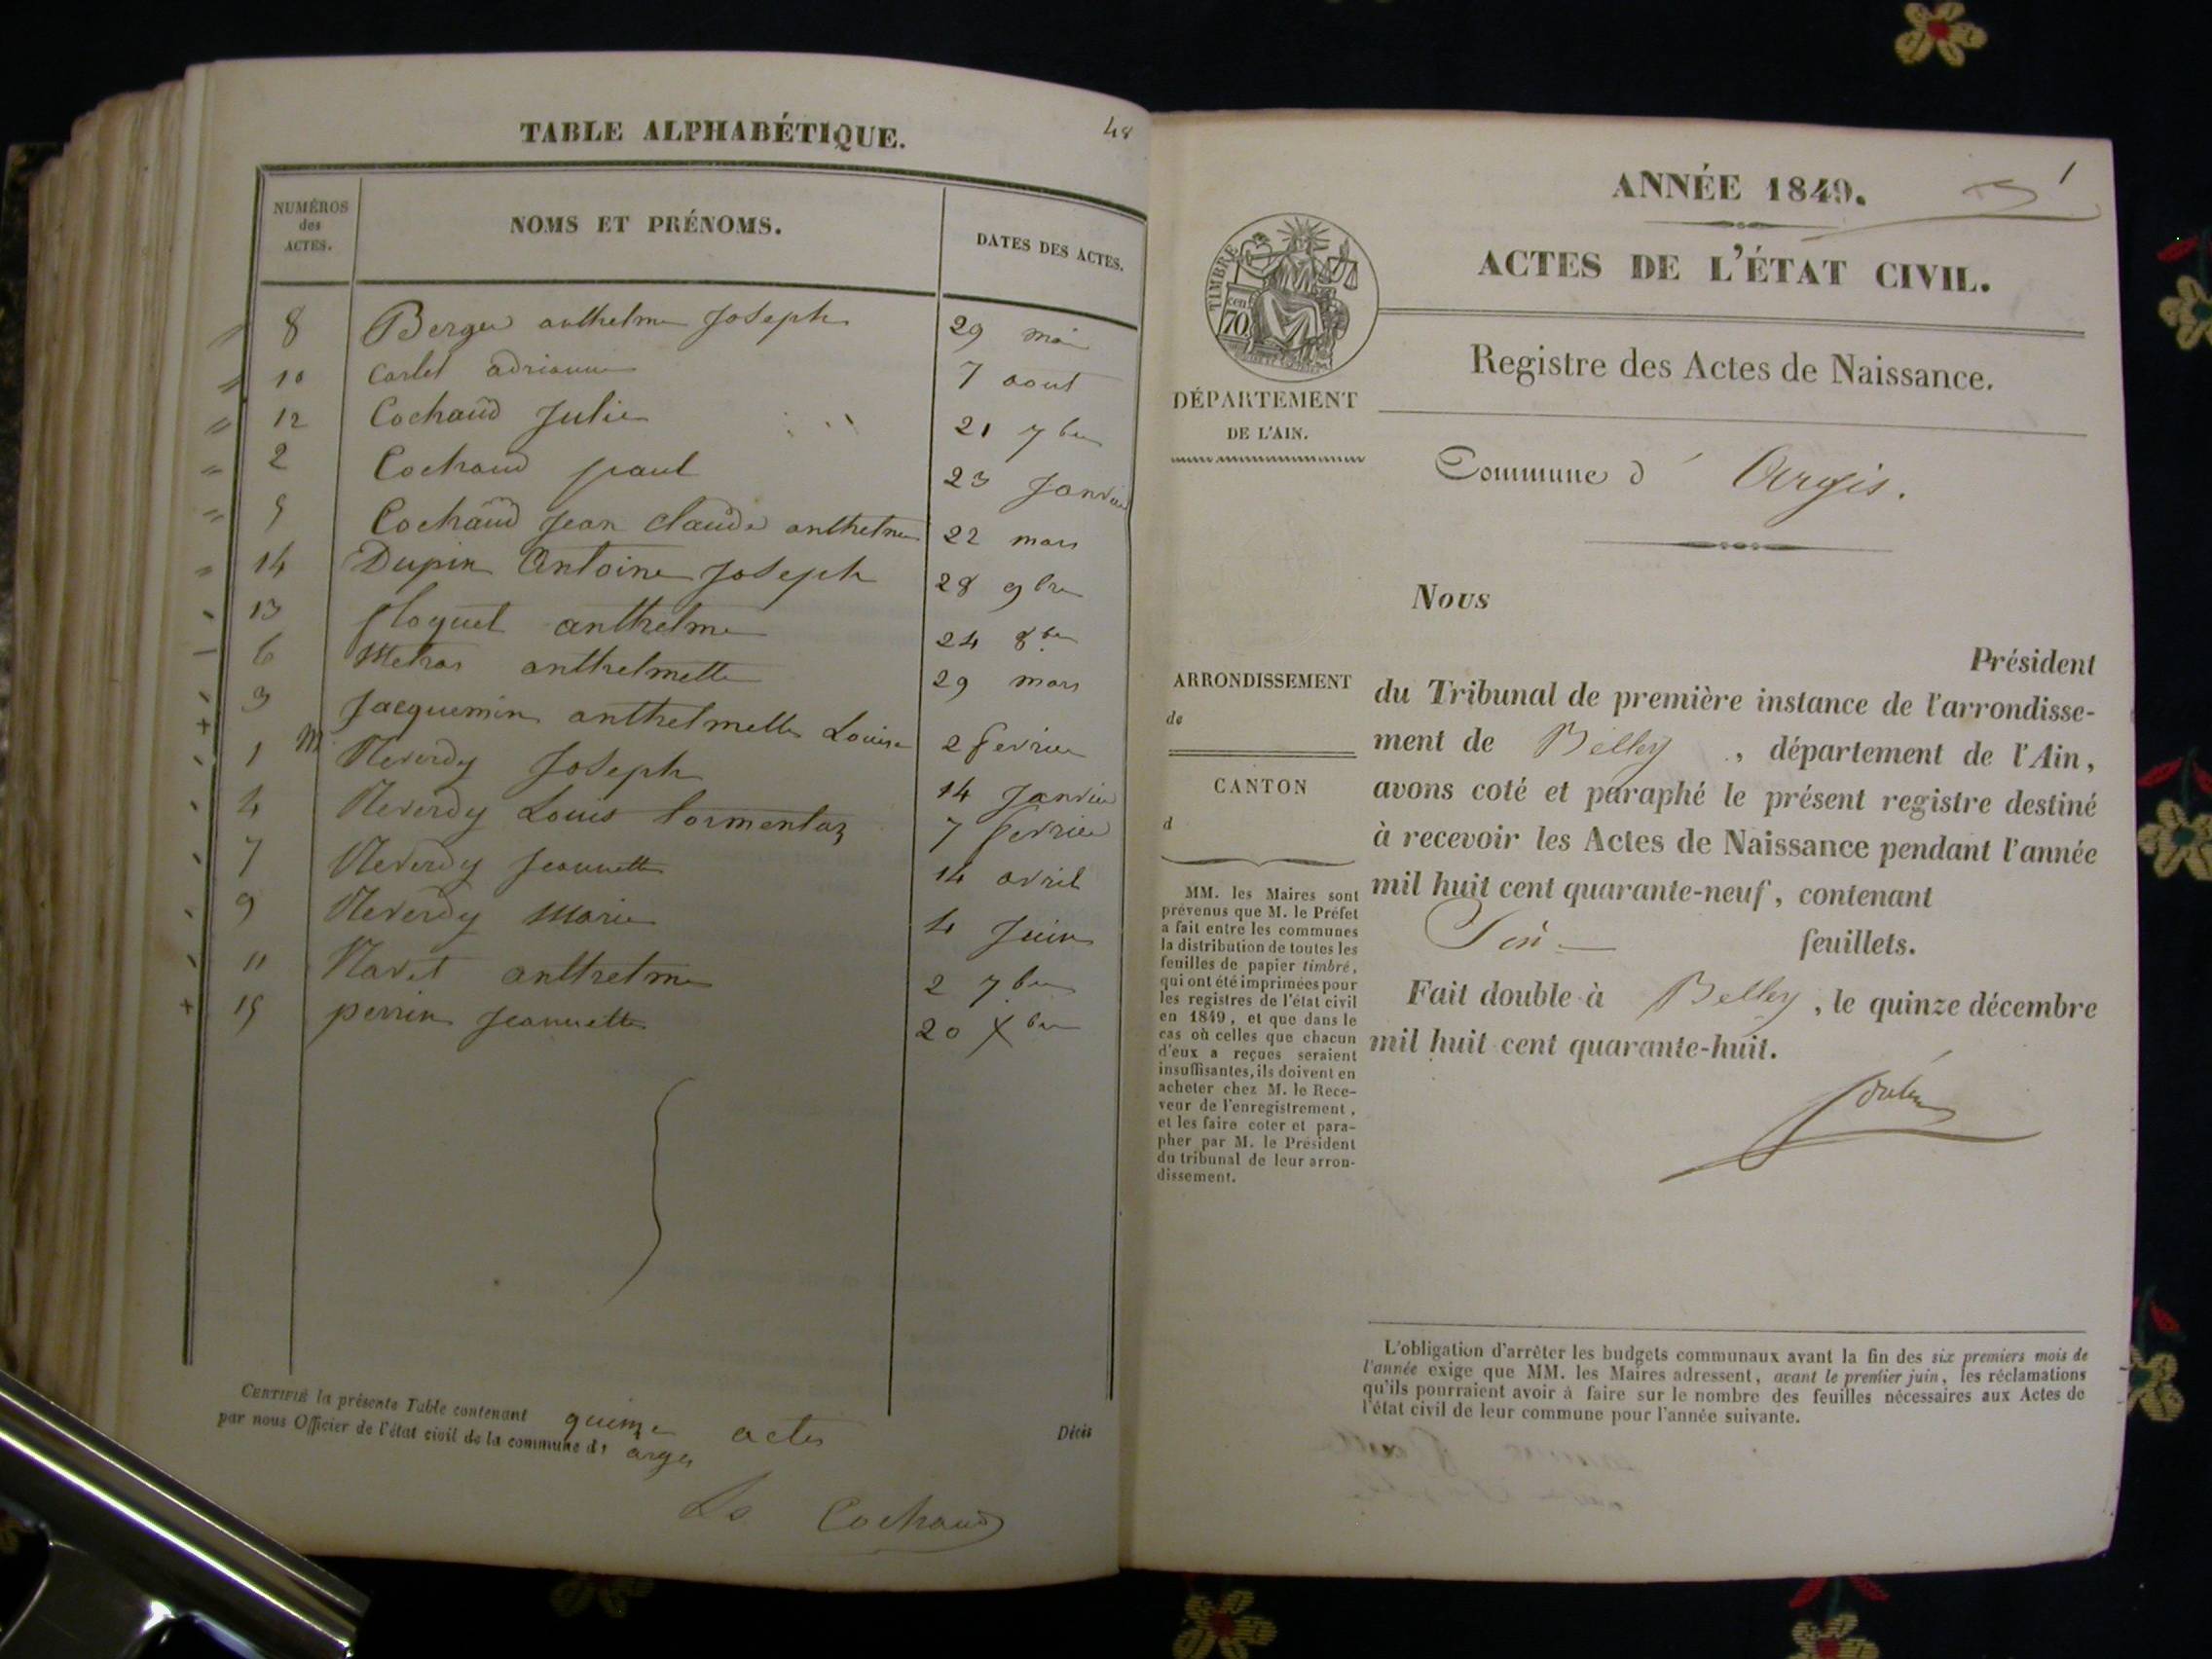 TABLE ALPHABÉTIQUE.
48
NUMÉROS
des
ACTES.
NOMS ET PRÉNOMS.
DATES DES ACTES.
8 Berger anthelme Joseph 29 mai
10 Carlet adrienne 7 aout
12 Cochaud Julie 21 7bre
2 Cochaud paul 23 Janvier
5 Cochaud Jean claude anthelme 22 mars
14 Dupin Antoine Joseph 28 9bre
13 floquet anthelme 24 8bre
6 anthelmette 29 mars
3 Jacquemin anthelmette Louise 2 fevrier
1 M Reverdy Joseph 14 Janvier
4 Reverdy Louis tormentaz 7 fevrier
7 Reverdy Jeannette 14 avril
9 Reverdy Marie 4 Juin
11 Ravet anthelme 2 7bre
15 perrin Jeannette 20 Xbre
CERTIFIÉ la présente Table contenant quinze actes
par nous Officier de l'état civil de la commune d' argis
Décès
Cochaud
1
ANNÉE 1849.
ACTES DE L'ÉTAT CIVIL.
TIMBRE
70
cen
DÉPARTEMENT
DE L'AIN.
Registre des Actes de Naissance.
Commune d' Argis.
Nous
Président
ARRONDISSEMENT
de
CANTON
d
du Tribunal de première instance de l'arrondisse-
ment de Belley, département de l'Ain,
avons coté et paraphé le présent registre destiné
à recevoir les Actes de Naissance pendant l'année
mil huit cent quarante-neuf, contenant
Six feuillets.
Fait double à Belley, le quinze décembre
mil huit cent quarante-huit.
MM. les Maires sont
prévenus que M. le Préfet
a fait entre les communes
la distribution de toutes les
feuilles de papier timbré,
qui ont été imprimées pour
les registres de l'état civil
en 1849, et que dans le
cas où celles que chacun
d'eux a reçues seraient
insuffisantes, ils doivent en
acheter chez M. le Rece-
veur de l'enregistrement,
et les faire coter et para-
pher par M. le Président
du tribunal de leur arron-
dissement.
L'obligation d'arrêter les budgets communaux avant la fin des six premiers mois de
l'année exige que MM. les Maires adressent, avant le premier juin, les réclamations
qu'ils pourraient avoir à faire sur le nombre des feuilles nécessaires aux Actes de
l'état civil de leur commune pour l'année suivante.